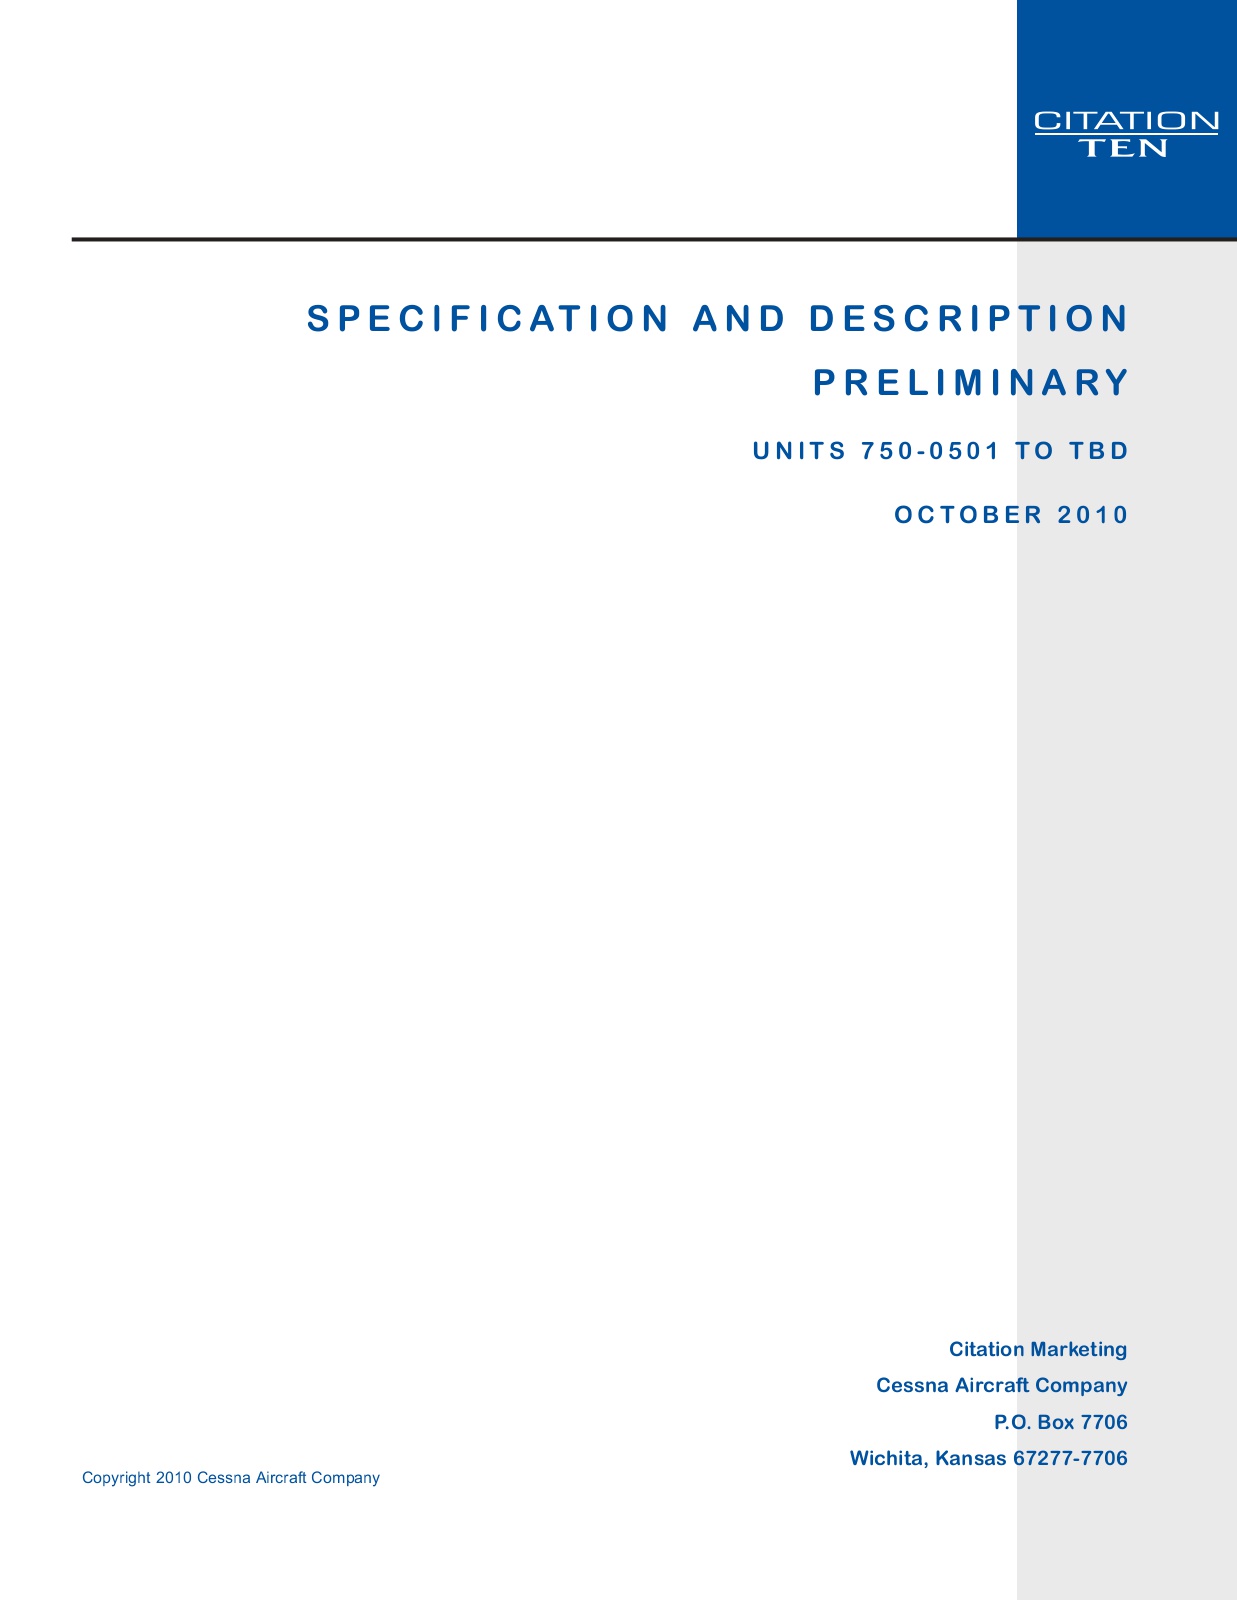 CITATION
TEN
SPECIFICATION AND DESCRIPTION
PRELIMINARY
UNITS 750-0501 TO TBD
OCTOBER 2010
Citation Marketing
Cessna Aircraft Company
P.O. Box 7706
Wichita, Kansas 67277-7706
Copyright 2010 Cessna Aircraft Company